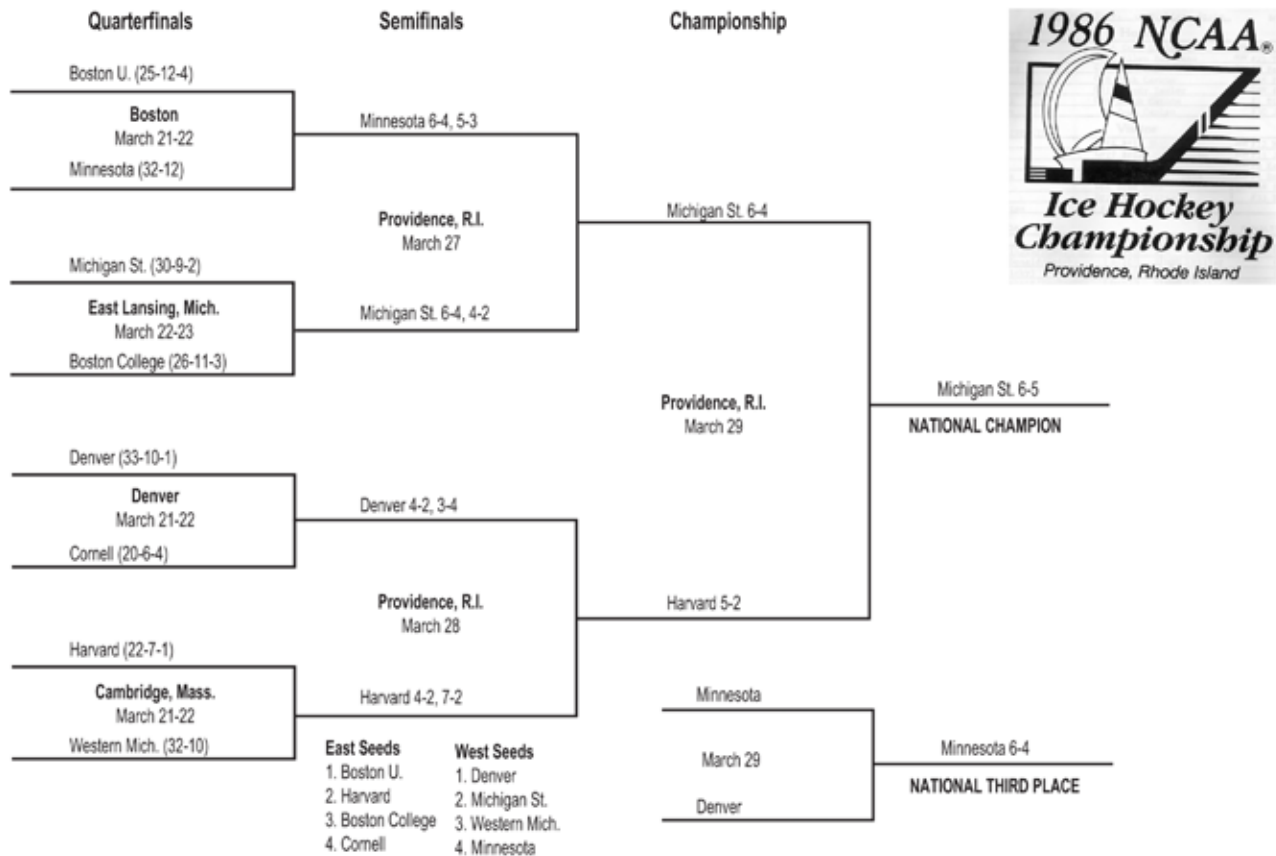 Quarterfinals
Semifinals
Championship
1986 NCAA®
Ice Hockey
Championship
Providence, Rhode Island
Boston U. (25-12-4)
Boston
March 21-22
Minnesota (32-12)
Michigan St. (30-9-2)
East Lansing, Mich.
March 22-23
Boston College (26-11-3)
Denver (33-10-1)
Denver
March 21-22
Cornell (20-6-4)
Harvard (22-7-1)
Cambridge, Mass.
March 21-22
Western Mich. (32-10)
Minnesota 6-4, 5-3
Providence, R.I.
March 27
Michigan St. 6-4, 4-2
Denver 4-2, 3-4
Providence, R.I.
March 28
Harvard 4-2, 7-2
Michigan St. 6-4
Providence, R.I.
March 29
Harvard 5-2
Michigan St. 6-5
NATIONAL CHAMPION
East Seeds
1. Boston U.
2. Harvard
3. Boston College
4. Cornell
West Seeds
1. Denver
2. Michigan St.
3. Western Mich.
4. Minnesota
Minnesota
March 29
Denver
Minnesota 6-4
NATIONAL THIRD PLACE